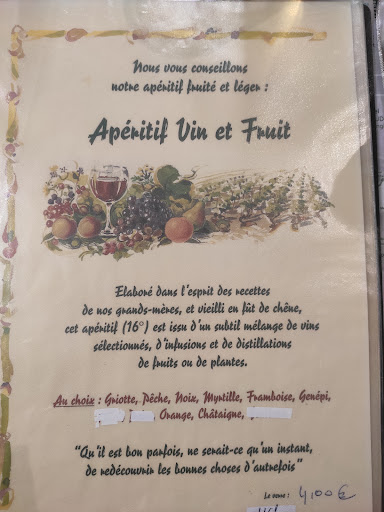 Nous vous conseillons
notre apéritif fruité et léger :
Apéritif Vin et Fruit
Elaboré dans l'esprit des recettes
de nos grands-mères, et vieilli en fût de chêne,
cet apéritif (16°) est issu d'un subtil mélange de vins
sélectionnés, d'infusions et de distillations
de fruits ou de plantes.
Au choix : Griotte, Pêche, Noix, Myrtille, Framboise, Genépi,
Orange, Châtaigne,
"Qu'il est bon parfois, ne serait-ce qu'un instant,
de redécouvrir les bonnes choses d'autrefois"
Le verre : 4,00€